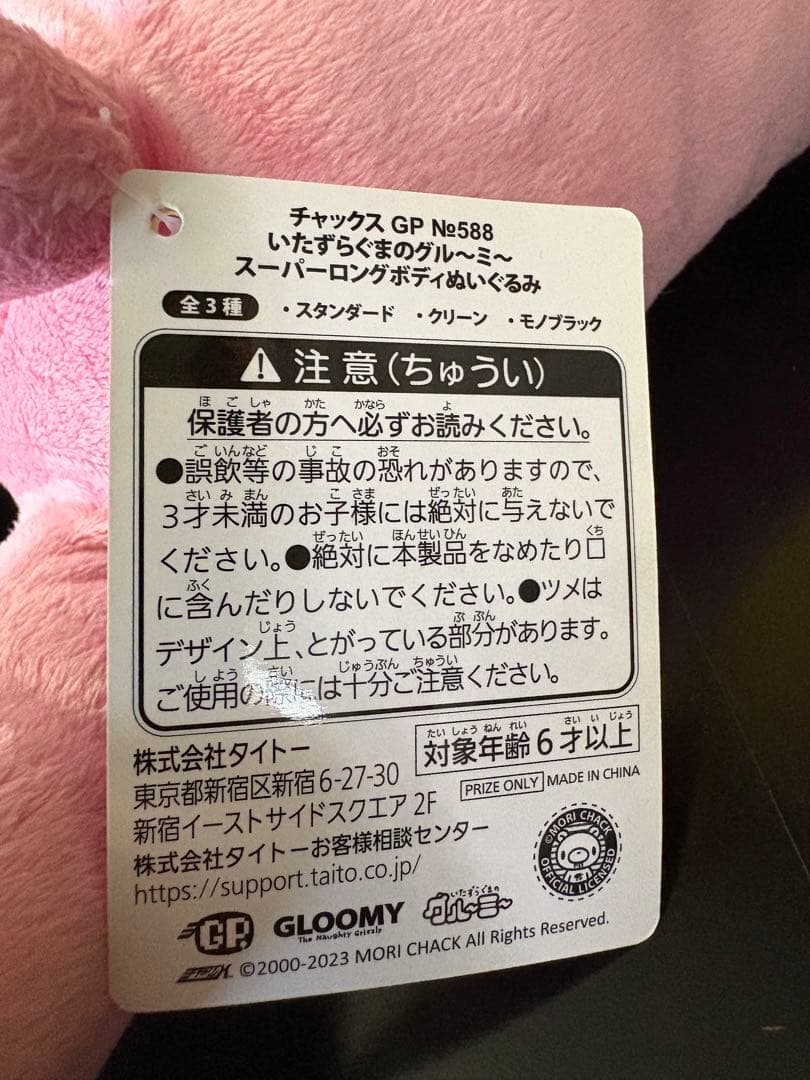 チャックス GP №588
いたずらぐまのグル〜ミ〜
スーパーロングボディぬいぐるみ
全3種 ・スタンダード ・クリーン ・モノブラック
注意(ちゅうい)
保護者の方へ必ずお読みください。
●誤飲等の事故の恐れがありますので、
3才未満のお子様には絶対に与えないで
ください。●絶対に本製品をなめたり口
に含んだりしないでください。●ツメは
デザイン上、とがっている部分があります。
ご使用の際には十分ご注意ください。
対象年齢6才以上
株式会社タイトー
東京都新宿区新宿6-27-30
新宿イーストサイドスクエア 2F
PRIZE ONLY MADE IN CHINA
株式会社タイトーお客様相談センター
https://support.taito.co.jp/
©MORI CHACK OFFICIAL LICENSED
GP GLOOMY The Naughty Grizzly いたずらぐまのグル〜ミ〜
©2000-2023 MORI CHACK All Rights Reserved.